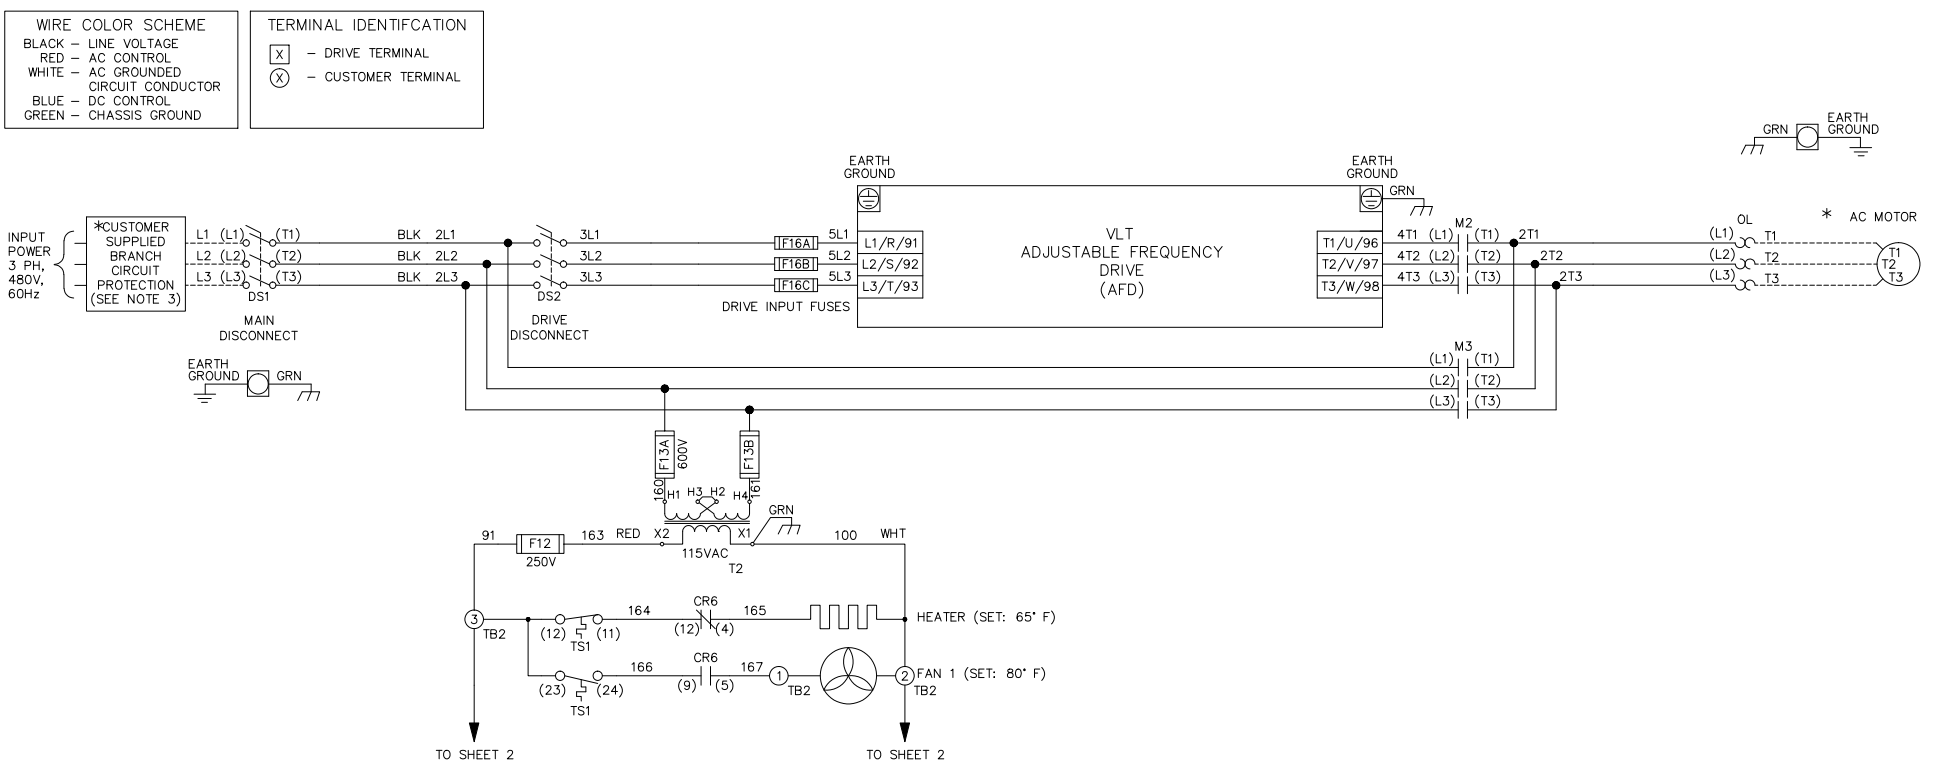 WIRE COLOR SCHEME
BLACK – LINE VOLTAGE
RED – AC CONTROL
WHITE – AC GROUNDED
CIRCUIT CONDUCTOR
BLUE – DC CONTROL
GREEN – CHASSIS GROUND
TERMINAL IDENTIFCATION
X – DRIVE TERMINAL
X – CUSTOMER TERMINAL
GRN
EARTH
GROUND
INPUT
POWER
3 PH,
480V,
60Hz
*CUSTOMER
SUPPLIED
BRANCH
CIRCUIT
PROTECTION
(SEE NOTE 3)
L1 (L1) (T1) BLK 2L1 3L1 F16A 5L1 L1/R/91
L2 (L2) (T2) BLK 2L2 3L2 F16B 5L2 L2/S/92
L3 (L3) (T3) BLK 2L3 3L3 F16C 5L3 L3/T/93
DS1
MAIN
DISCONNECT
DS2
DRIVE
DISCONNECT
DRIVE INPUT FUSES
EARTH
GROUND
VLT
ADJUSTABLE FREQUENCY
DRIVE
(AFD)
EARTH
GROUND
GRN
M2
T1/U/96 4T1 (L1) (T1) 2T1
T2/V/97 4T2 (L2) (T2) 2T2
T3/W/98 4T3 (L3) (T3) 2T3
OL
(L1) T1
(L2) T2
(L3) T3
* AC MOTOR
T1
T2
T3
EARTH
GROUND GRN
M3
(L1) (T1)
(L2) (T2)
(L3) (T3)
F13A
600V
F13B
160
161
H1 H3 H2 H4
GRN
91 F12 163 RED X2 X1 100 WHT
250V
115VAC
T2
3
TB2
(12) (11)
TS1
164
CR6
(12) (4)
165
HEATER (SET: 65° F)
(23) (24)
TS1
166
CR6
(9) (5)
167
1
TB2
2
TB2
FAN 1 (SET: 80° F)
TO SHEET 2
TO SHEET 2